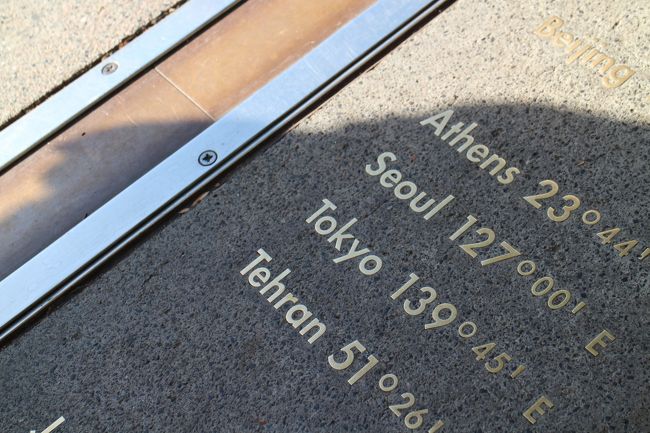 Beijing
Athens 23°44'
Seoul 127°00' E
Tokyo 139°45' E
Tehran 51°26'